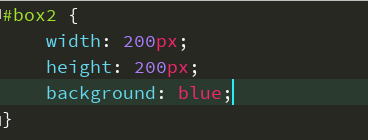 #box2 {
    width: 200px;
    height: 200px;
    background: blue;
}